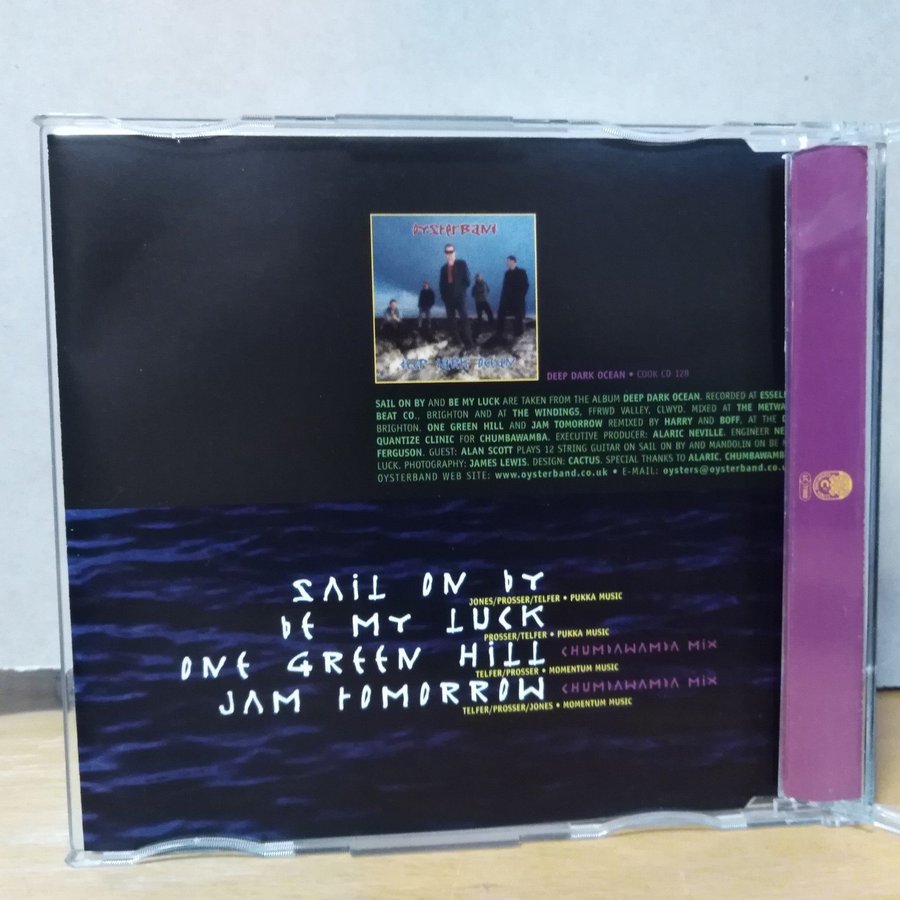 OYSTERBAND
DEEP DARK OCEAN
DEEP DARK OCEAN • COOK CD 128
SAIL ON BY AND BE MY LUCK ARE TAKEN FROM THE ALBUM DEEP DARK OCEAN. RECORDED AT
BEAT CO., BRIGHTON AND AT THE WINDINGS, FFRWD VALLEY, CLWYD. MIXED AT THE METWA
BRIGHTON. ONE GREEN HILL AND JAM TOMORROW REMIXED BY HARRY AND BOFF, AT THE
QUANTIZE CLINIC FOR CHUMBAWAMBA. EXECUTIVE PRODUCER: ALARIC NEVILLE. ENGINEER
FERGUSON. GUEST: ALAN SCOTT PLAYS 12 STRING GUITAR ON SAIL ON BY AND MANDOLIN ON BE
LUCK. PHOTOGRAPHY: JAMES LEWIS. DESIGN: CACTUS. SPECIAL THANKS TO ALARIC, CHUMBAWAMB
OYSTERBAND WEB SITE: www.oysterband.co.uk • E-MAIL: oysters@oysterband.co.u
SAIL ON BY
JONES/PROSSER/TELFER • PUKKA MUSIC
BE MY LUCK
PROSSER/TELFER • PUKKA MUSIC
ONE GREEN HILL CHUMBAWAMBA MIX
TELFER/PROSSER • MOMENTUM MUSIC
JAM TOMORROW CHUMBAWAMBA MIX
TELFER/PROSSER/JONES • MOMENTUM MUSIC